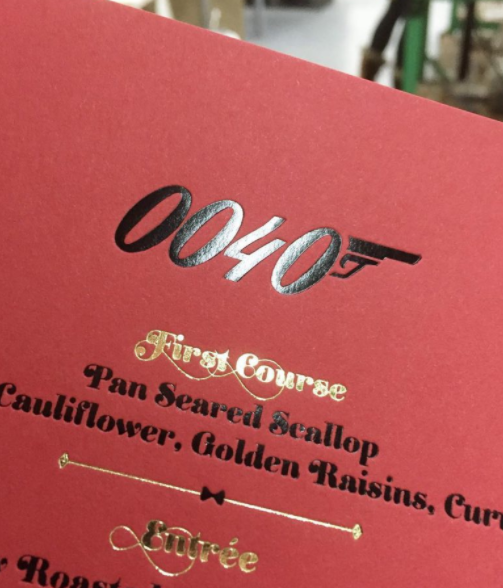 0040
First Course
Pan Seared Scallop
Cauliflower, Golden Raisins,
Entrée